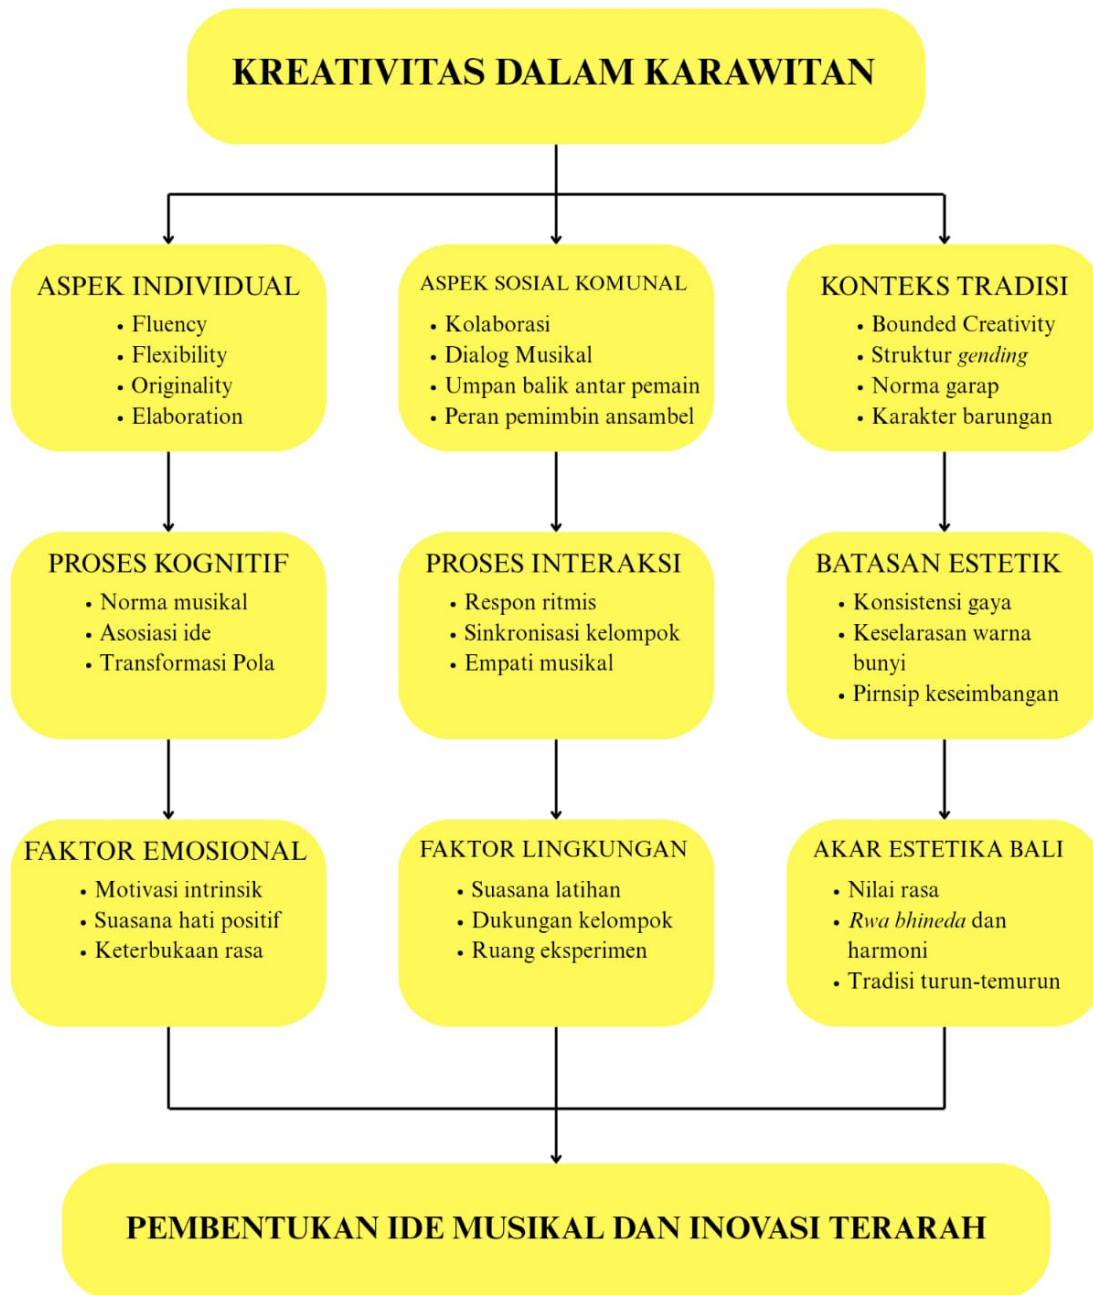 KREATIVITAS DALAM KARAWITAN
ASPEK INDIVIDUAL
• Fluency
• Flexibility
• Originality
• Elaboration
ASPEK SOSIAL KOMUNAL
• Kolaborasi
• Dialog Musikal
• Umpan balik antar pemain
• Peran pemimbin ansambel
KONTEKS TRADISI
• Bounded Creativity
• Struktur gending
• Norma garap
• Karakter barungan
PROSES KOGNITIF
• Norma musikal
• Asosiasi ide
• Transformasi Pola
PROSES INTERAKSI
• Respon ritmis
• Sinkronisasi kelompok
• Empati musikal
BATASAN ESTETIK
• Konsistensi gaya
• Keselarasan warna
bunyi
• Pirnsip keseimbangan
FAKTOR EMOSIONAL
• Motivasi intrinsik
• Suasana hati positif
• Keterbukaan rasa
FAKTOR LINGKUNGAN
• Suasana latihan
• Dukungan kelompok
• Ruang eksperimen
AKAR ESTETIKA BALI
• Nilai rasa
• Rwa bhineda dan
harmoni
• Tradisi turun-temurun
PEMBENTUKAN IDE MUSIKAL DAN INOVASI TERARAH